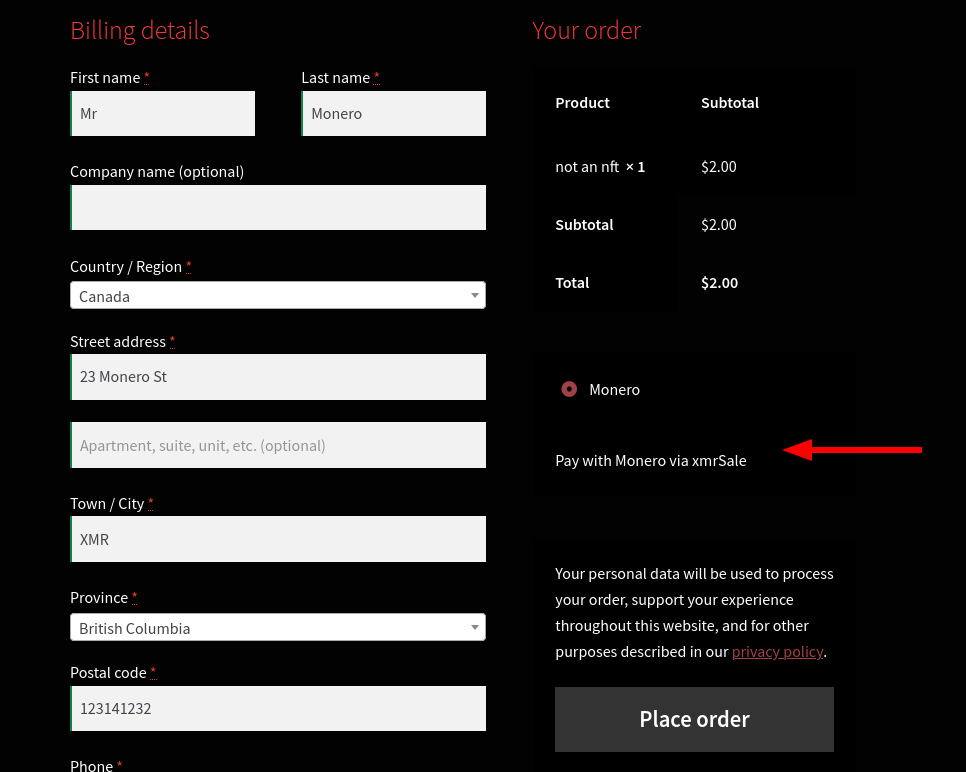 Billing details
First name *
Last name *
Mr
Monero
Company name (optional)
Country / Region *
Canada
Street address *
23 Monero St
Apartment, suite, unit, etc. (optional)
Town / City *
XMR
Province *
British Columbia
Postal code *
123141232
Phone *
Your order
Product Subtotal
not an nft × 1 $2.00
Subtotal $2.00
Total $2.00
Monero
Pay with Monero via xmrSale
Your personal data will be used to process
your order, support your experience
throughout this website, and for other
purposes described in our privacy policy.
Place order